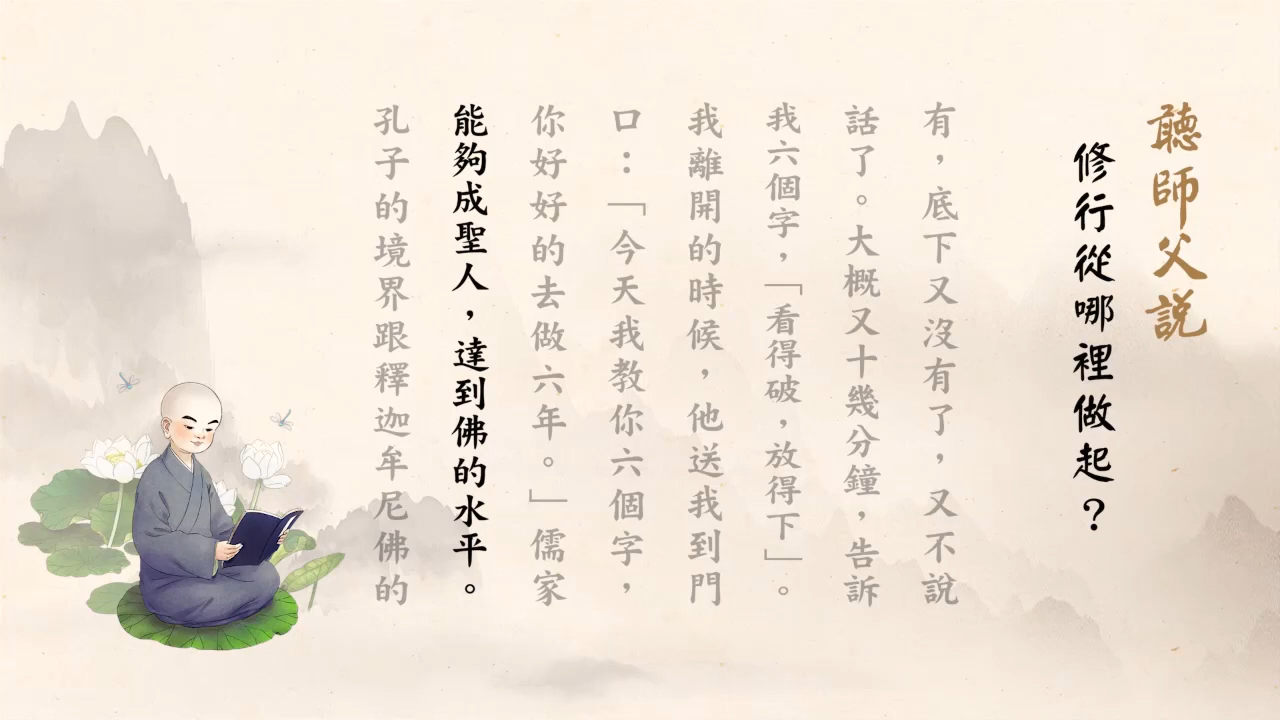 聽師父說
修行從哪裡做起？
有，底下又沒有了，又不說
話了。大概又十幾分鐘，告訴
我六個字，「看得破，放得下」。
我離開的時候，他送我到門
口：「今天我教你六個字，
你好好的去做六年。」儒家
能夠成聖人，達到佛的水平。
孔子的境界跟釋迦牟尼佛的